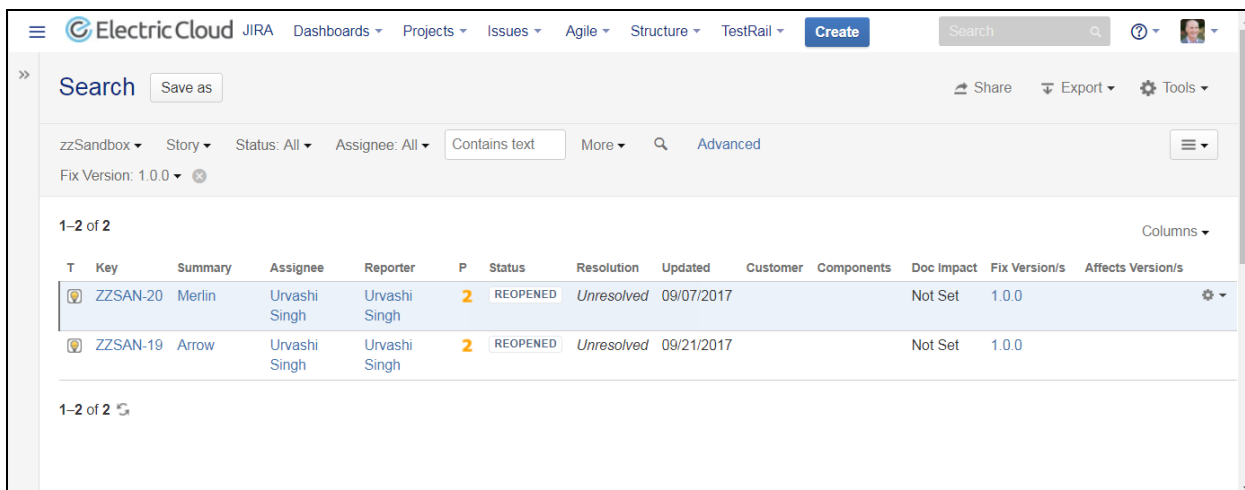 Electric Cloud JIRA Dashboards Projects Issues Agile Structure TestRail Create Search
Search Save as Share Export Tools
zzSandbox Story Status: All Assignee: All Contains text More Advanced
Fix Version: 1.0.0
1–2 of 2
Columns
T Key Summary Assignee Reporter P Status Resolution Updated Customer Components Doc Impact Fix Version/s Affects Version/s
ZZSAN-20 Merlin Urvashi Urvashi 2 REOPENED Unresolved 09/07/2017 Not Set 1.0.0
Singh Singh
ZZSAN-19 Arrow Urvashi Urvashi 2 REOPENED Unresolved 09/21/2017 Not Set 1.0.0
Singh Singh
1–2 of 2